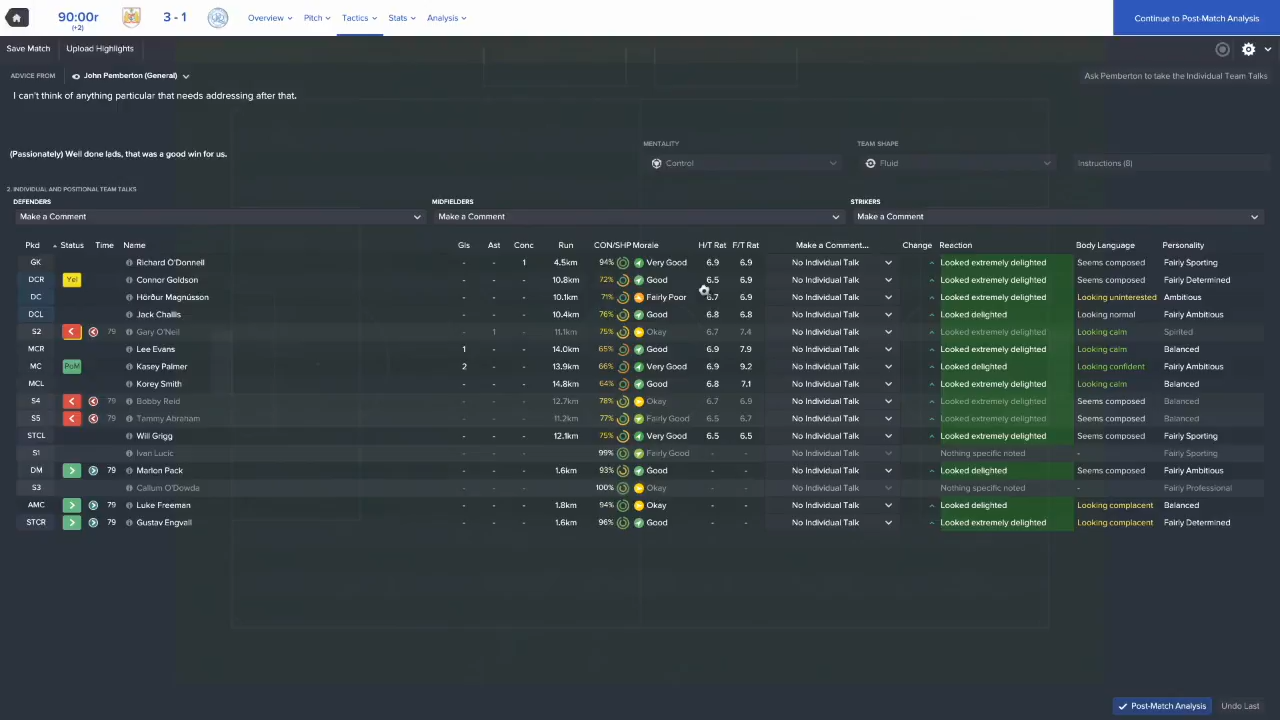 90:00r
(+2)
3 - 1
Overview Pitch Tactics Stats Analysis
Continue to Post-Match Analysis
Save Match Upload Highlights
ADVICE FROM John Pemberton (General)
Ask Pemberton to take the Individual Team Talks
I can't think of anything particular that needs addressing after that.
MENTALITY TEAM SHAPE
(Passionately) Well done lads, that was a good win for us.
Control Fluid Instructions (8)
2. INDIVIDUAL AND POSITIONAL TEAM TALKS
DEFENDERS MIDFIELDERS STRIKERS
Make a Comment Make a Comment Make a Comment
Pkd Status Time Name Gls Ast Conc Run CON/SHP Morale H/T Rat F/T Rat Make a Comment... Change Reaction Body Language Personality
GK Richard O'Donnell - - 1 4.5km 94% Very Good 6.9 6.9 No Individual Talk Looked extremely delighted Seems composed Fairly Sporting
DCR Yel Connor Goldson - - - 10.8km 72% Good 6.5 6.9 No Individual Talk Looked extremely delighted Seems composed Fairly Determined
DC Hörður Magnússon - - - 10.1km 71% Fairly Poor 6.7 6.9 No Individual Talk Looked extremely delighted Looking uninterested Ambitious
DCL Jack Challis - - - 10.4km 76% Good 6.8 6.8 No Individual Talk Looked delighted Looking normal Fairly Ambitious
S2 79 Gary O'Neil - 1 - 11.1km 75% Okay 6.7 7.4 No Individual Talk Looked extremely delighted Looking calm Spirited
MCR Lee Evans 1 - - 14.0km 65% Good 6.9 7.9 No Individual Talk Looked extremely delighted Looking calm Balanced
MC PoM Kasey Palmer 2 - - 13.9km 66% Very Good 6.9 9.2 No Individual Talk Looked delighted Looking confident Fairly Ambitious
MCL Korey Smith - - - 14.8km 64% Good 6.8 7.1 No Individual Talk Looked extremely delighted Looking calm Balanced
S4 79 Bobby Reid - - - 12.7km 78% Okay 6.7 6.9 No Individual Talk Looked extremely delighted Seems composed Balanced
S5 79 Tammy Abraham - - - 11.2km 77% Fairly Good 6.5 6.7 No Individual Talk Looked extremely delighted Seems composed Balanced
STCL Will Grigg - - - 12.1km 75% Very Good 6.5 6.5 No Individual Talk Looked extremely delighted Seems composed Fairly Sporting
S1 Ivan Lucic - - - 99% Fairly Good - - No Individual Talk Nothing specific noted - Fairly Sporting
DM 79 Marlon Pack - - - 1.6km 93% Good - - No Individual Talk Looked delighted Seems composed Fairly Ambitious
S3 Callum O'Dowda - - - 100% Okay - - No Individual Talk Nothing specific noted - Fairly Professional
AMC 79 Luke Freeman - - - 1.8km 94% Okay - - No Individual Talk Looked delighted Looking complacent Balanced
STCR 79 Gustav Engvall - - - 1.6km 96% Good - - No Individual Talk Looked extremely delighted Looking complacent Fairly Determined
Post-Match Analysis Undo Last